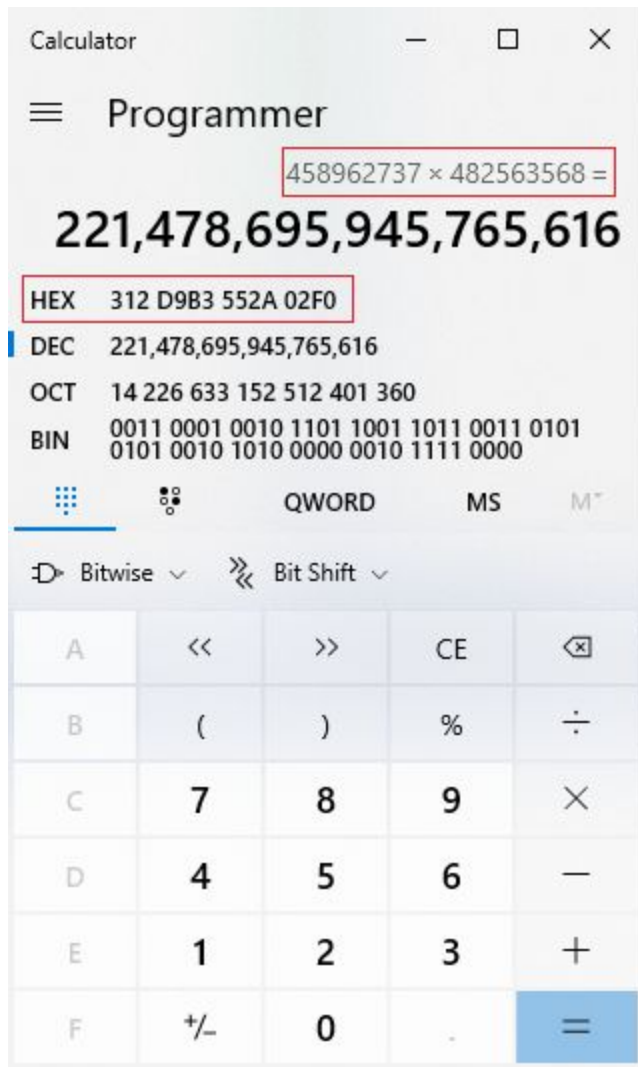 Calculator
Programmer
458962737 × 482563568 =
221,478,695,945,765,616
HEX 312 D9B3 552A 02F0
DEC 221,478,695,945,765,616
OCT 14 226 633 152 512 401 360
BIN 0011 0001 0010 1101 1001 1011 0011 0101
0101 0010 1010 0000 0010 1111 0000
QWORD MS M˅
Bitwise Bit Shift
A << >> CE
B ( ) % ÷
C 7 8 9 ×
D 4 5 6 −
E 1 2 3 +
F +/− 0 . =